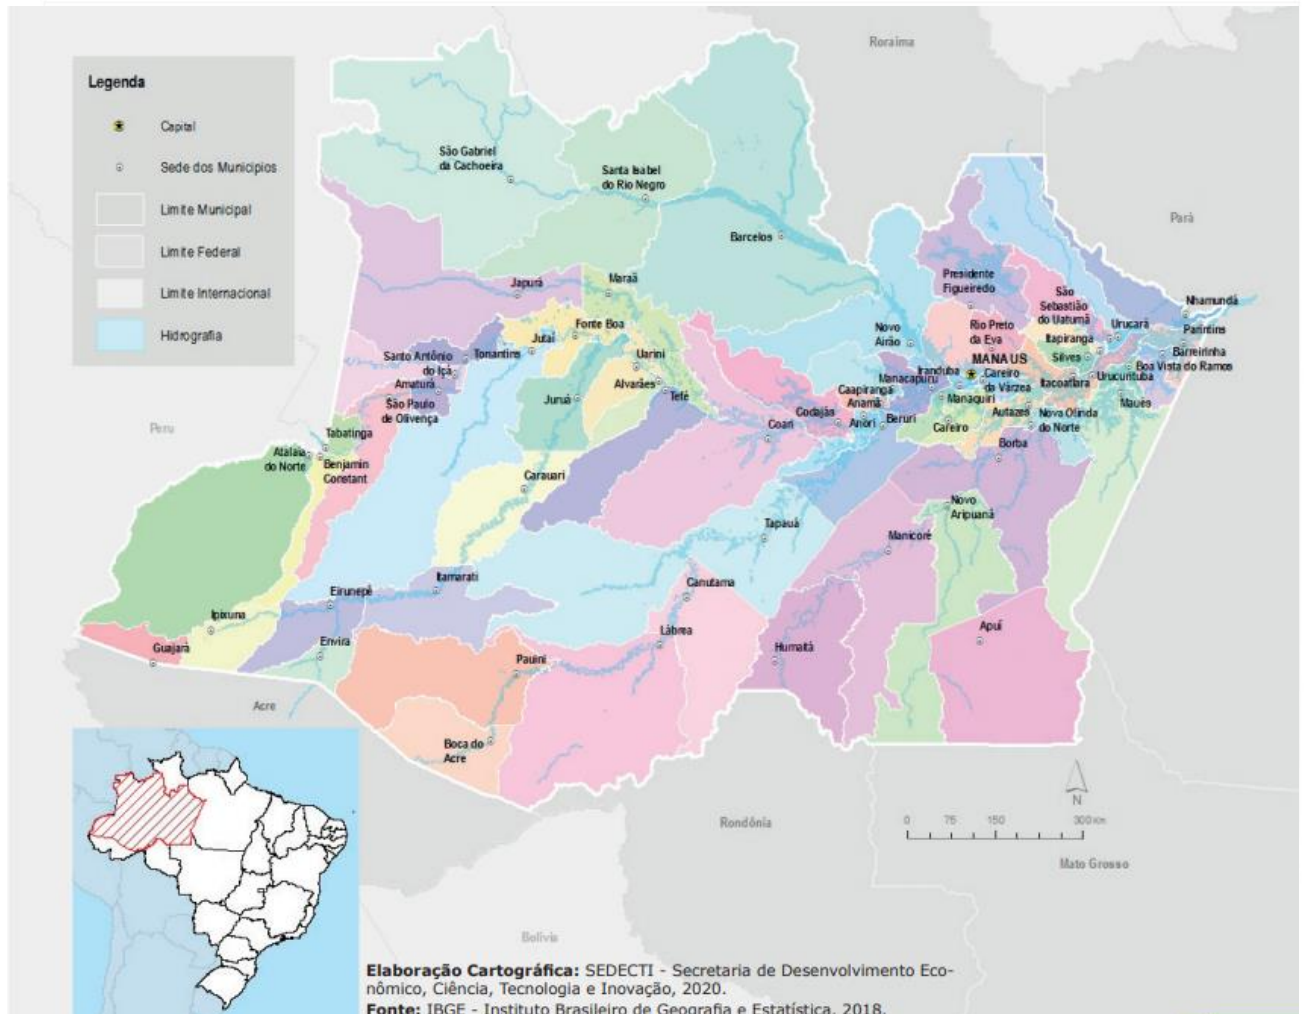 Legenda
Capital
Sede dos Municípios
Limite Municipal
Limite Federal
Limite Internacional
Hidrografia
Roraima
Pará
Peru
Acre
Rondônia
Mato Grosso
Bolívia
São Gabriel
da Cachoeira
Santa Isabel
do Rio Negro
Barcelos
Japurá
Maraã
Presidente
Figueiredo
São
Sebastião
do Uatumã
Nhamundá
Urucará
Parintins
Novo
Airão
Rio Preto
da Eva
Itapiranga
Barreirinha
Silves
Boa Vista do Ramos
MANAUS
Fonte Boa
Jutaí
Tonantins
Santo Antônio
do Içá
Uarini
Amaturá
Alvarães
Tefé
São Paulo
de Olivença
Juruá
Iranduba
Careiro
da Várzea
Manacapuru
Itacoatiara
Urucurituba
Caapiranga
Anamã
Manaquiri
Maués
Codajás
Anori
Beruri
Autazes
Nova Olinda
do Norte
Coari
Careiro
Tabatinga
Atalaia
do Norte
Benjamin
Constant
Borba
Carauari
Novo
Aripuanã
Tapauá
Manicoré
Itamarati
Canutama
Eirunepé
Ipixuna
Envira
Lábrea
Apuí
Guajará
Humaitá
Pauini
Boca do
Acre
N
0 75 150 300 Km
Elaboração Cartográfica: SEDECTI - Secretaria de Desenvolvimento Eco-
nômico, Ciência, Tecnologia e Inovação, 2020.
Fonte: IBGE - Instituto Brasileiro de Geografia e Estatística, 2018.